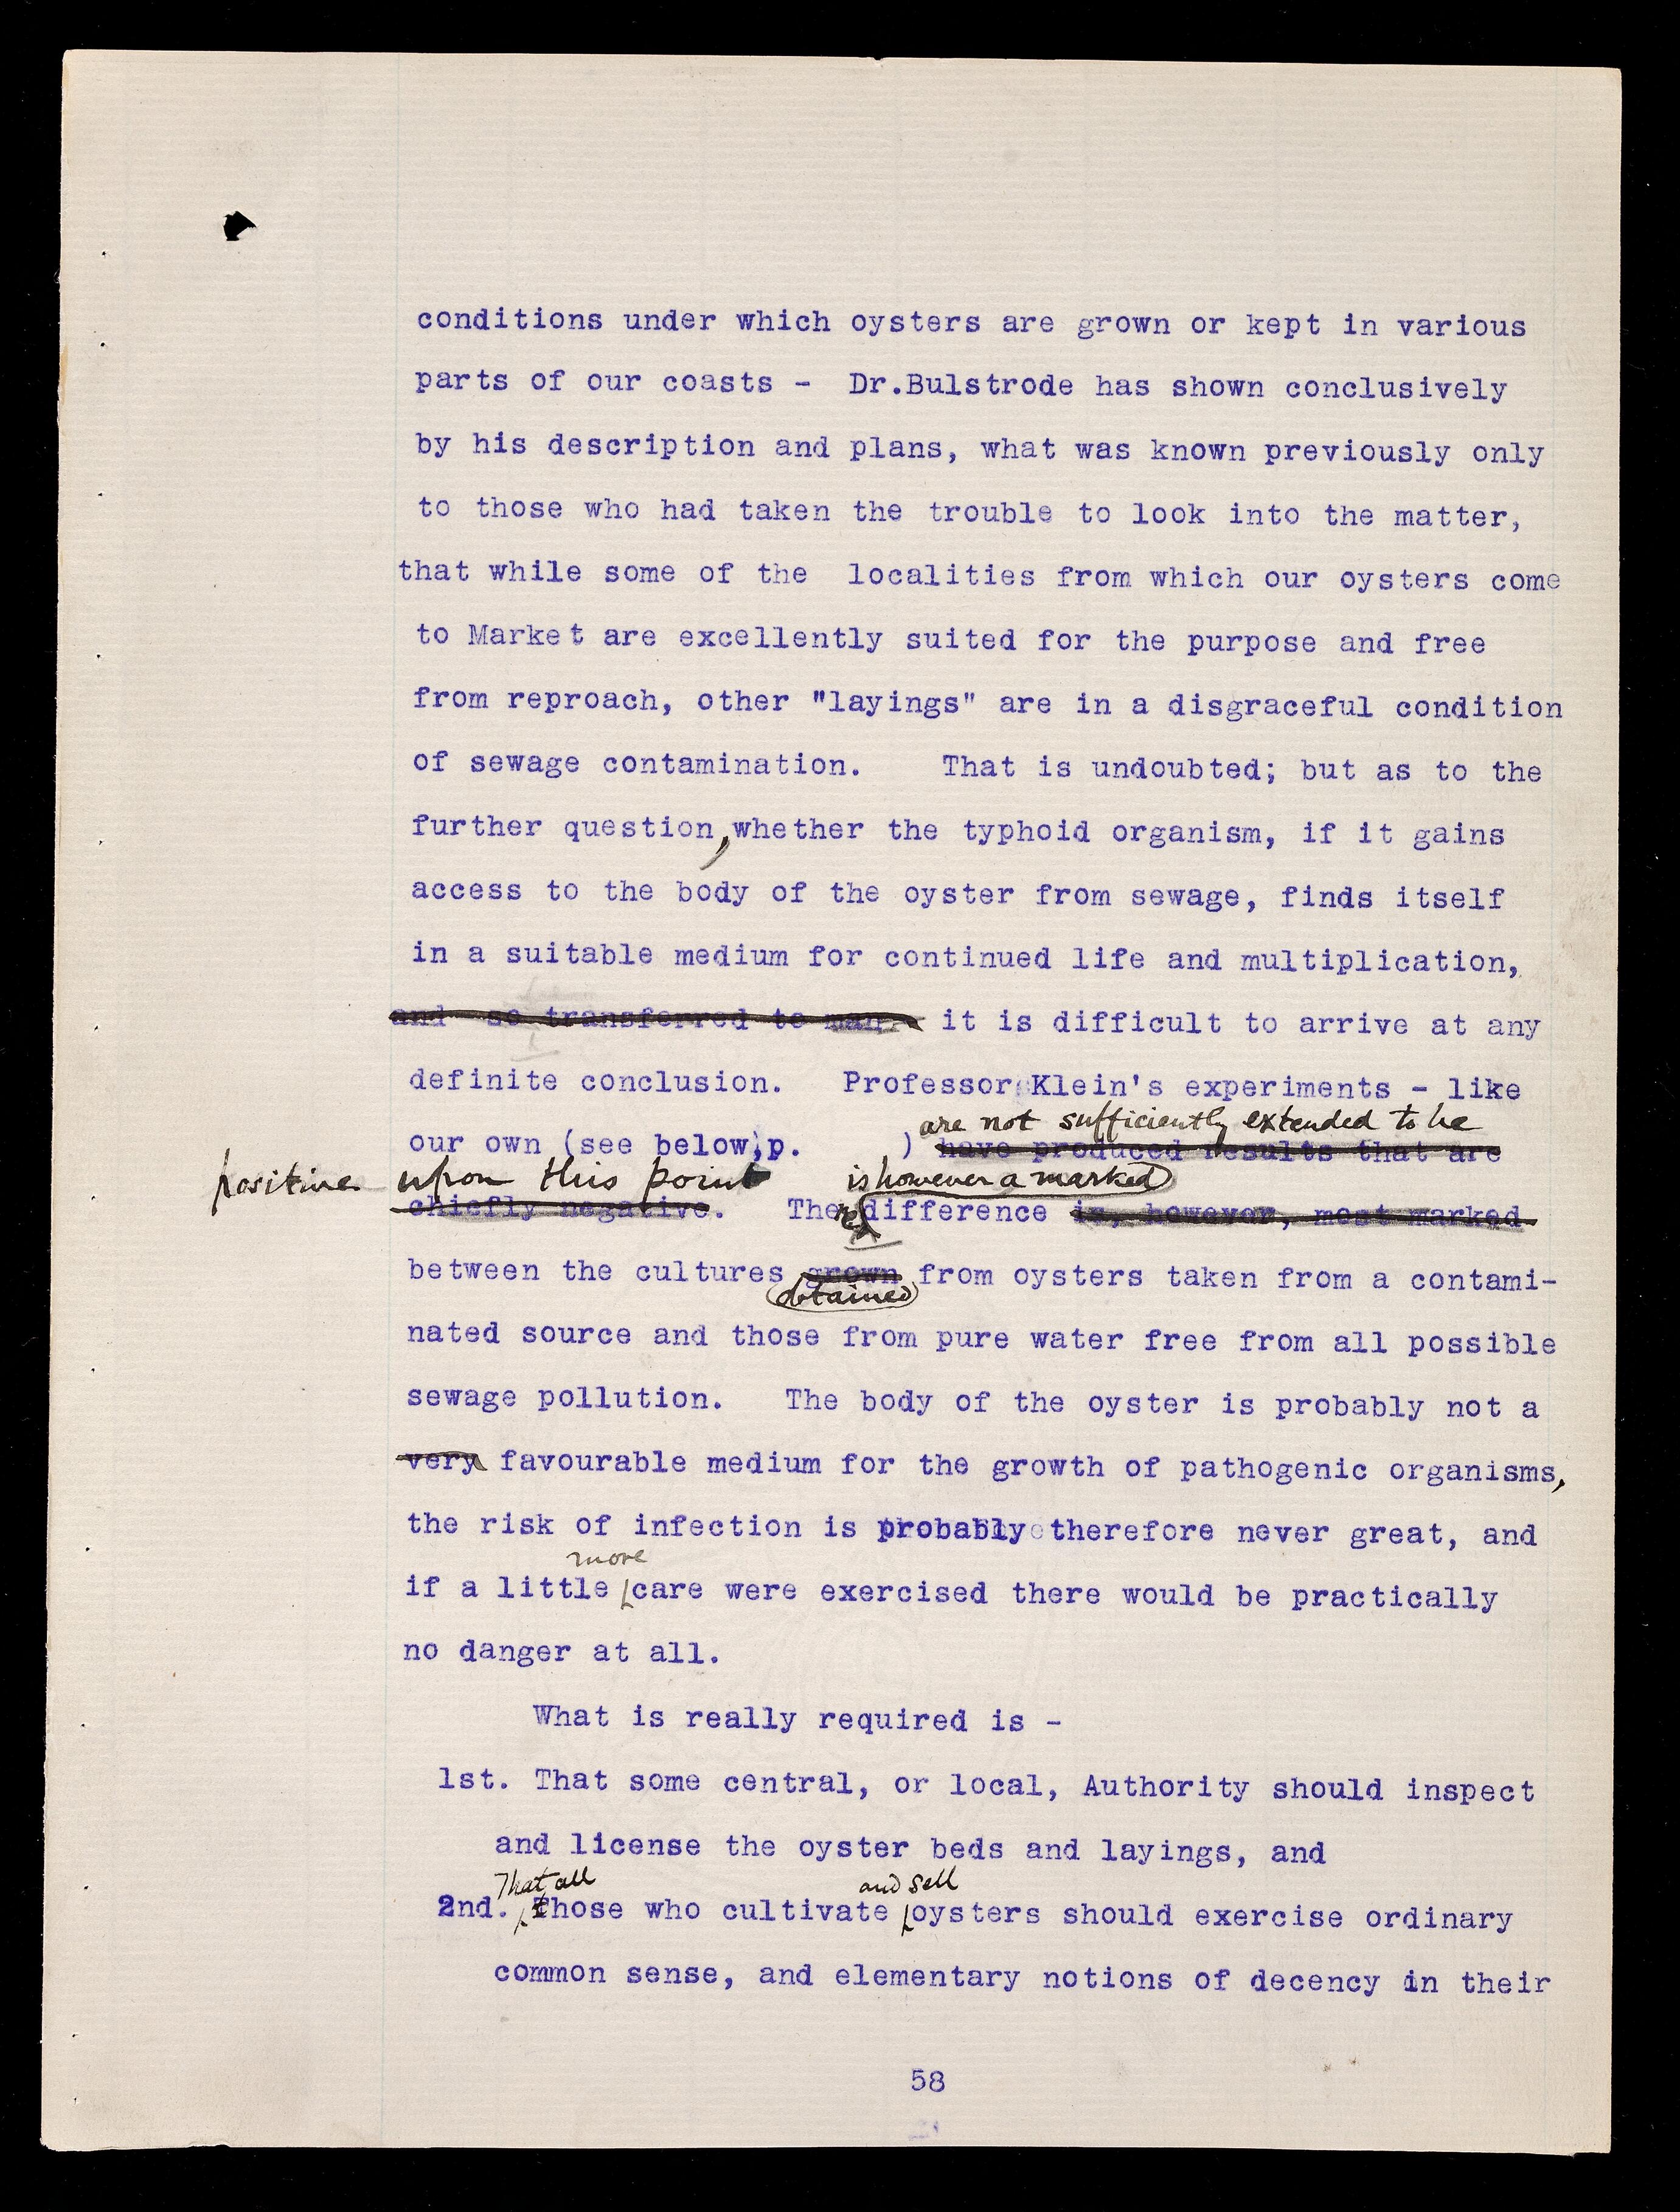 conditions under which oysters are grown or kept in various
parts of our coasts - Dr.Bulstrode has shown conclusively
by his description and plans, what was known previously only
to those who had taken the trouble to look into the matter,
that while some of the localities from which our oysters come
to Market are excellently suited for the purpose and free
from reproach, other "layings" are in a disgraceful condition
of sewage contamination. That is undoubted; but as to the
further question, whether the typhoid organism, if it gains
access to the body of the oyster from sewage, finds itself
in a suitable medium for continued life and multiplication,
and so transferred to man it is difficult to arrive at any
definite conclusion. Professor Klein's experiments - like
are not sufficiently extended to be
our own (see below, p. ) have produced results that are
positive upon this point is however a marked
chiefly negative. There difference is, however, most marked
between the cultures grown from oysters taken from a contami-
obtained
nated source and those from pure water free from all possible
sewage pollution. The body of the oyster is probably not a
very favourable medium for the growth of pathogenic organisms,
the risk of infection is probably therefore never great, and
more
if a little care were exercised there would be practically
no danger at all.
What is really required is -
1st. That some central, or local, Authority should inspect
and license the oyster beds and layings, and
That all and sell
2nd. those who cultivate oysters should exercise ordinary
common sense, and elementary notions of decency in their
58